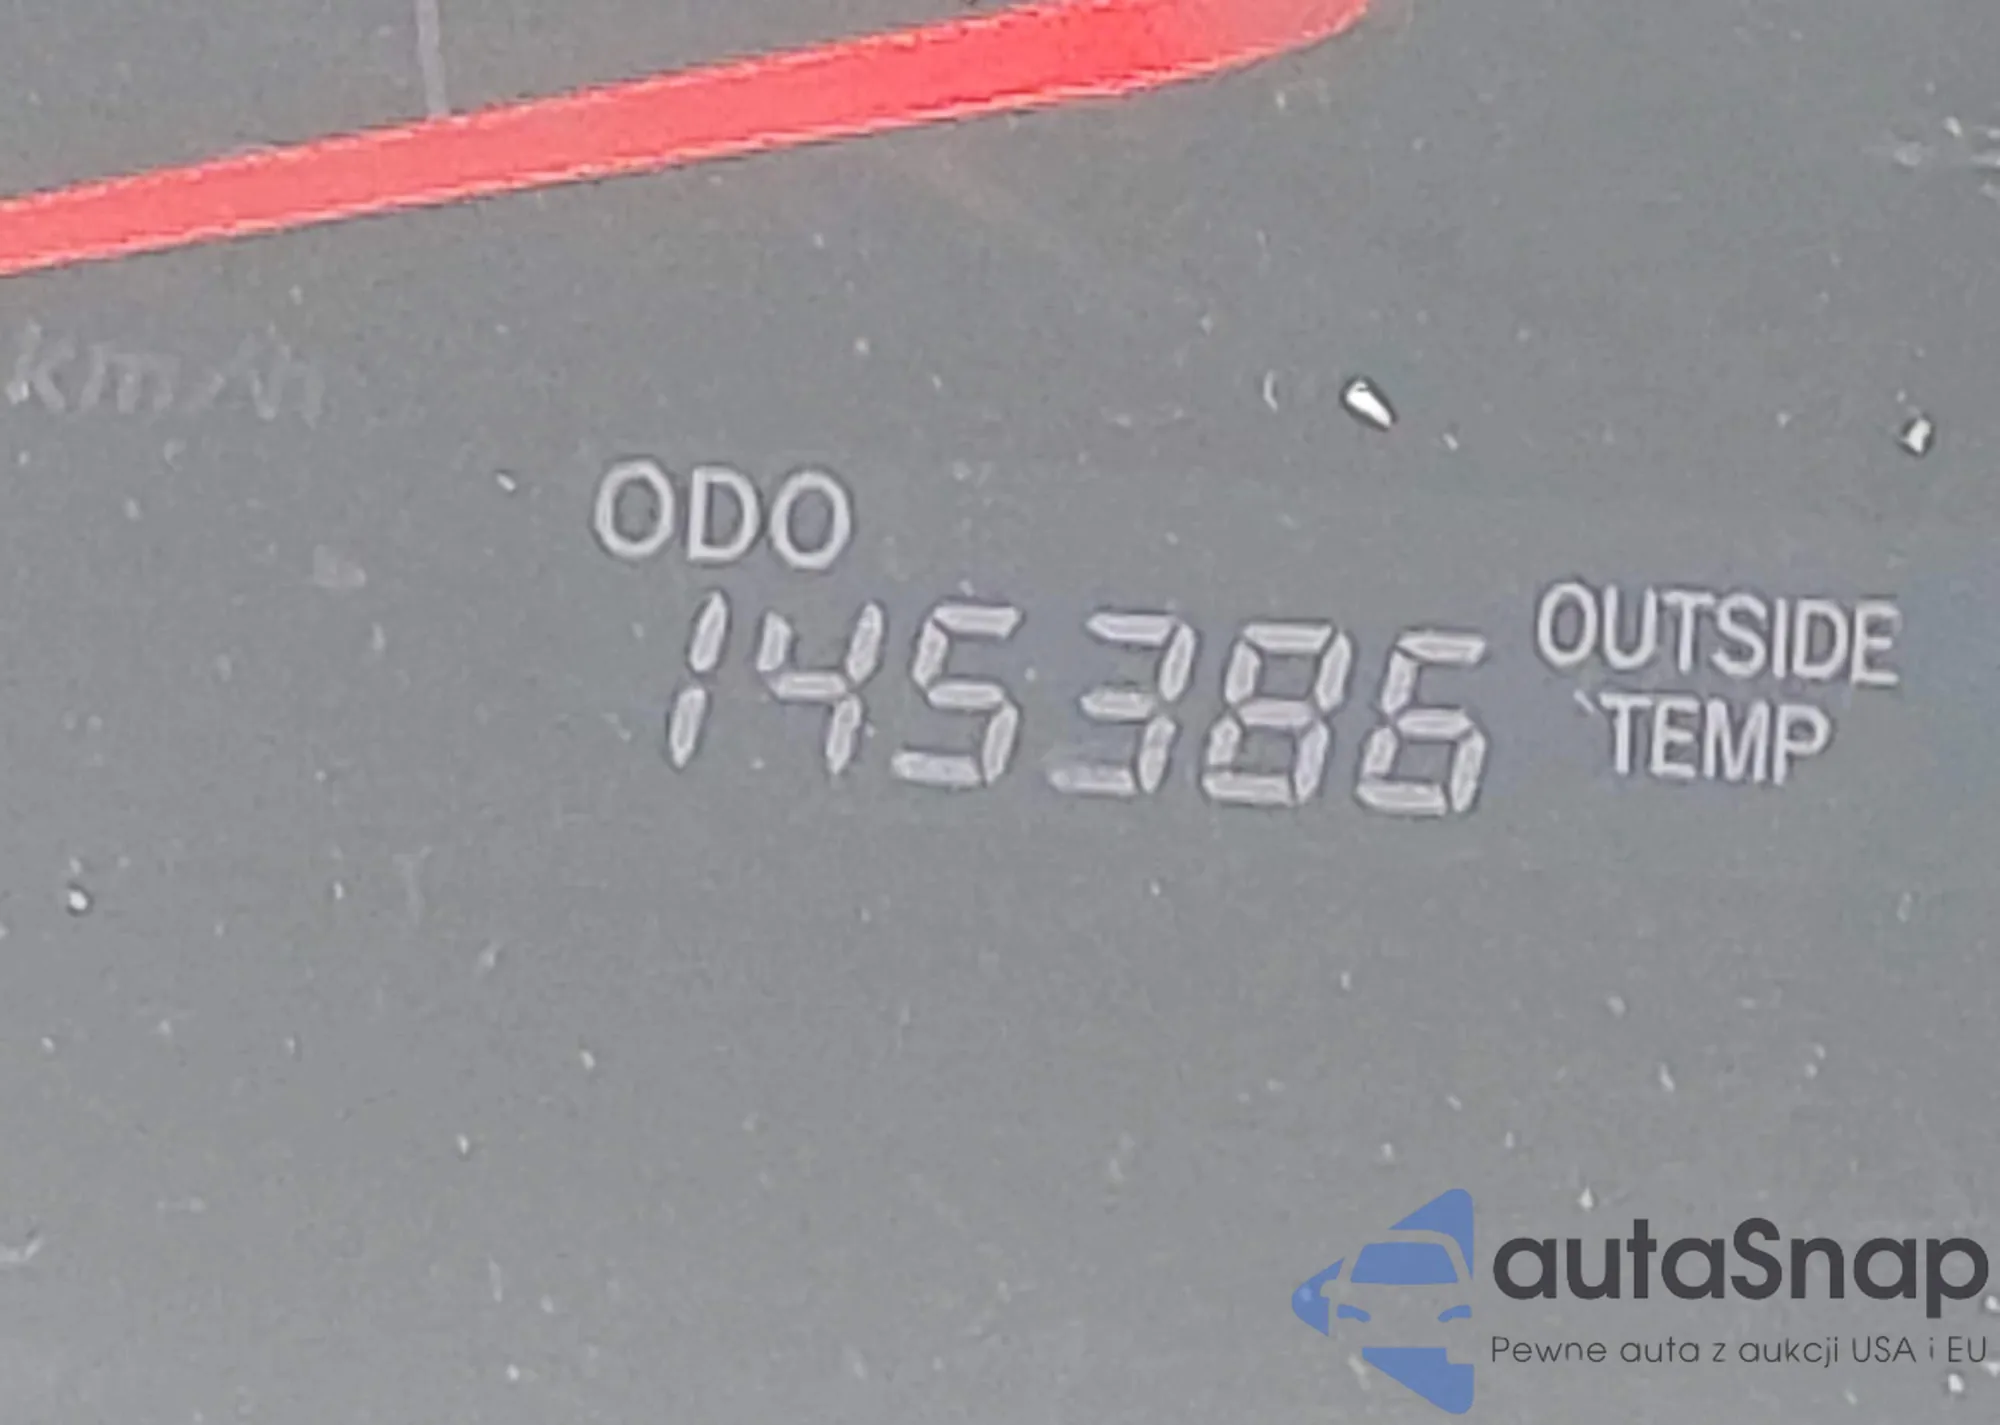 km/h
ODO
145386
OUTSIDE
TEMP
autaSnap
Pewne auta z aukcji USA i EU